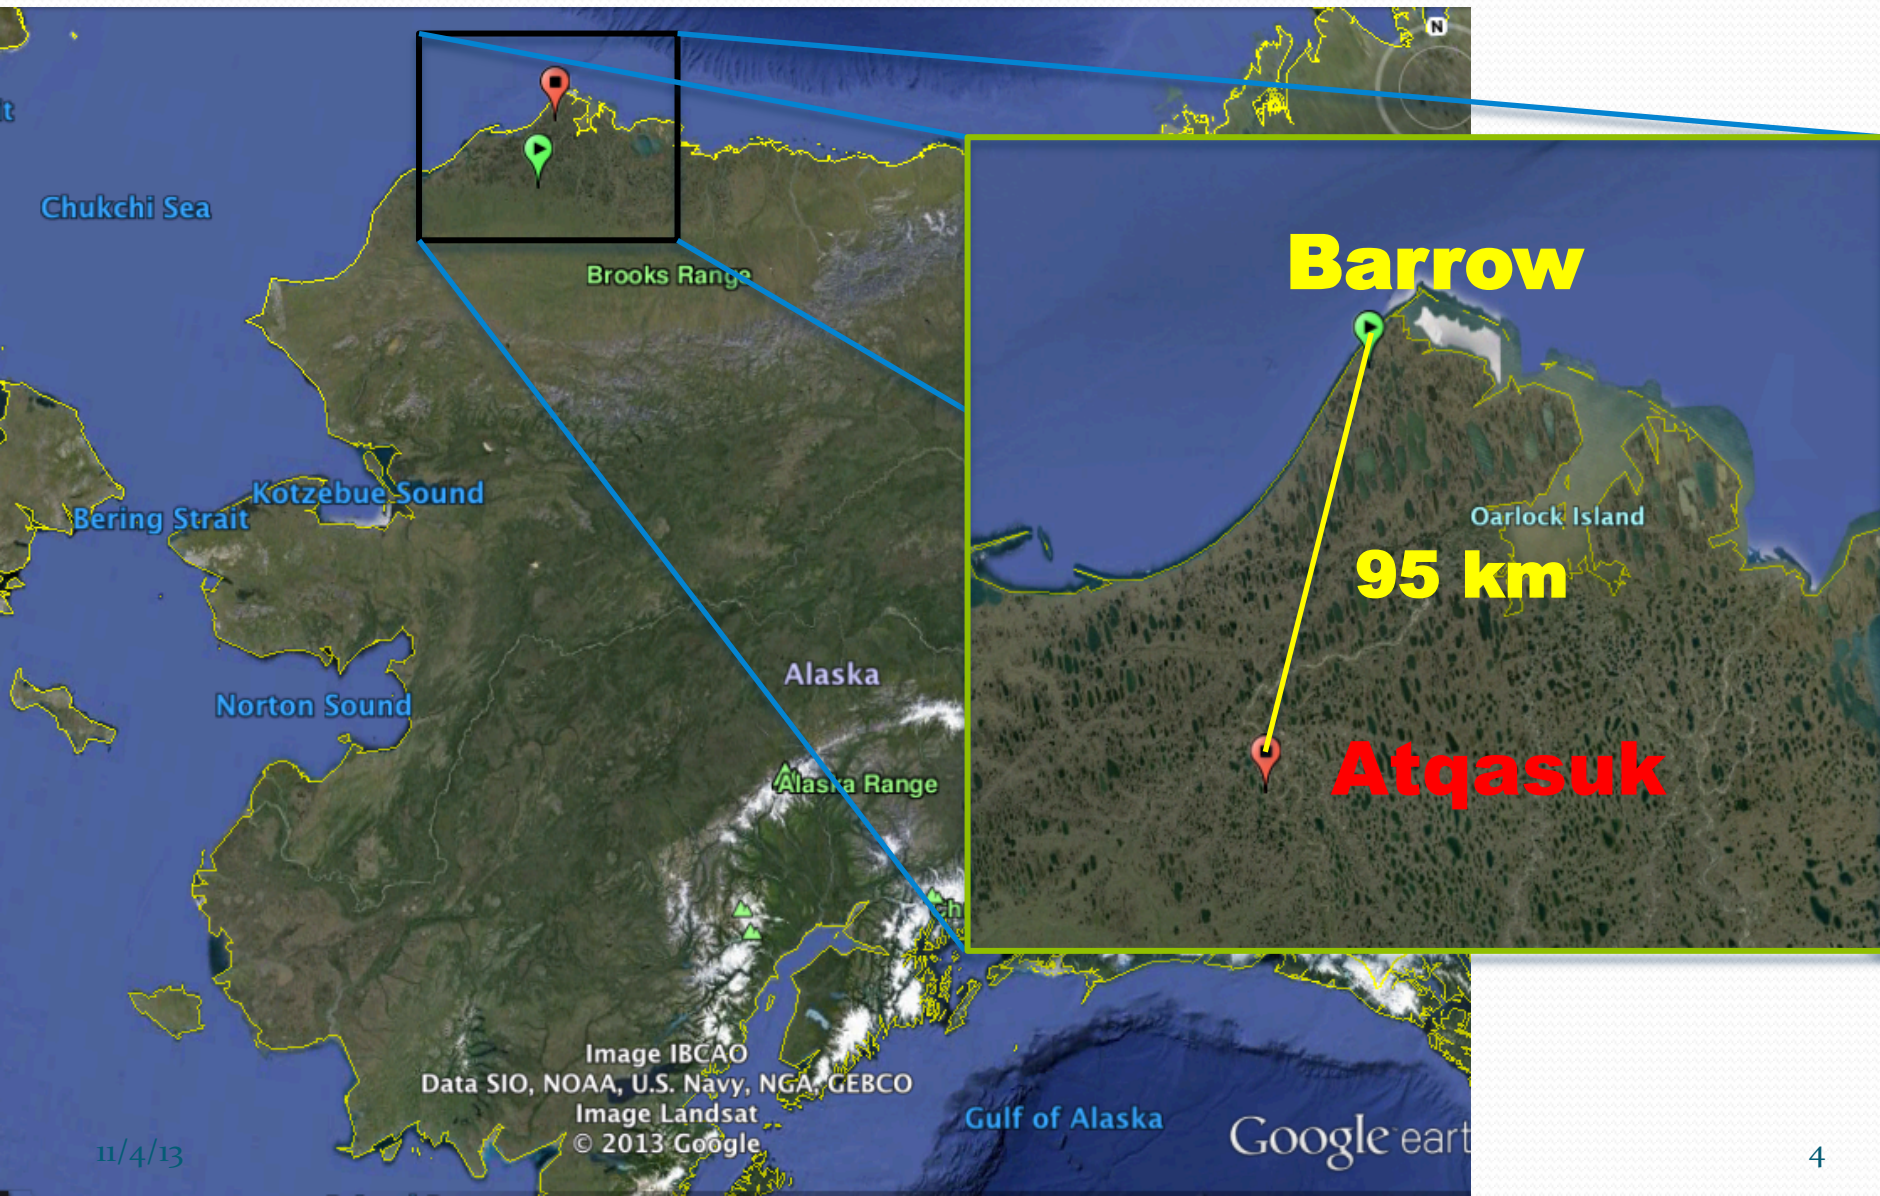 N
t
Chukchi Sea
Brooks Range
Barrow
Kotzebue Sound
Bering Strait
Oarlock Island
95 km
Alaska
Norton Sound
Atqasuk
Alaska Range
Ch
Image IBCAO
Data SIO, NOAA, U.S. Navy, NGA, GEBCO
Image Landsat
© 2013 Google
Gulf of Alaska
Google eart
11/4/13
4